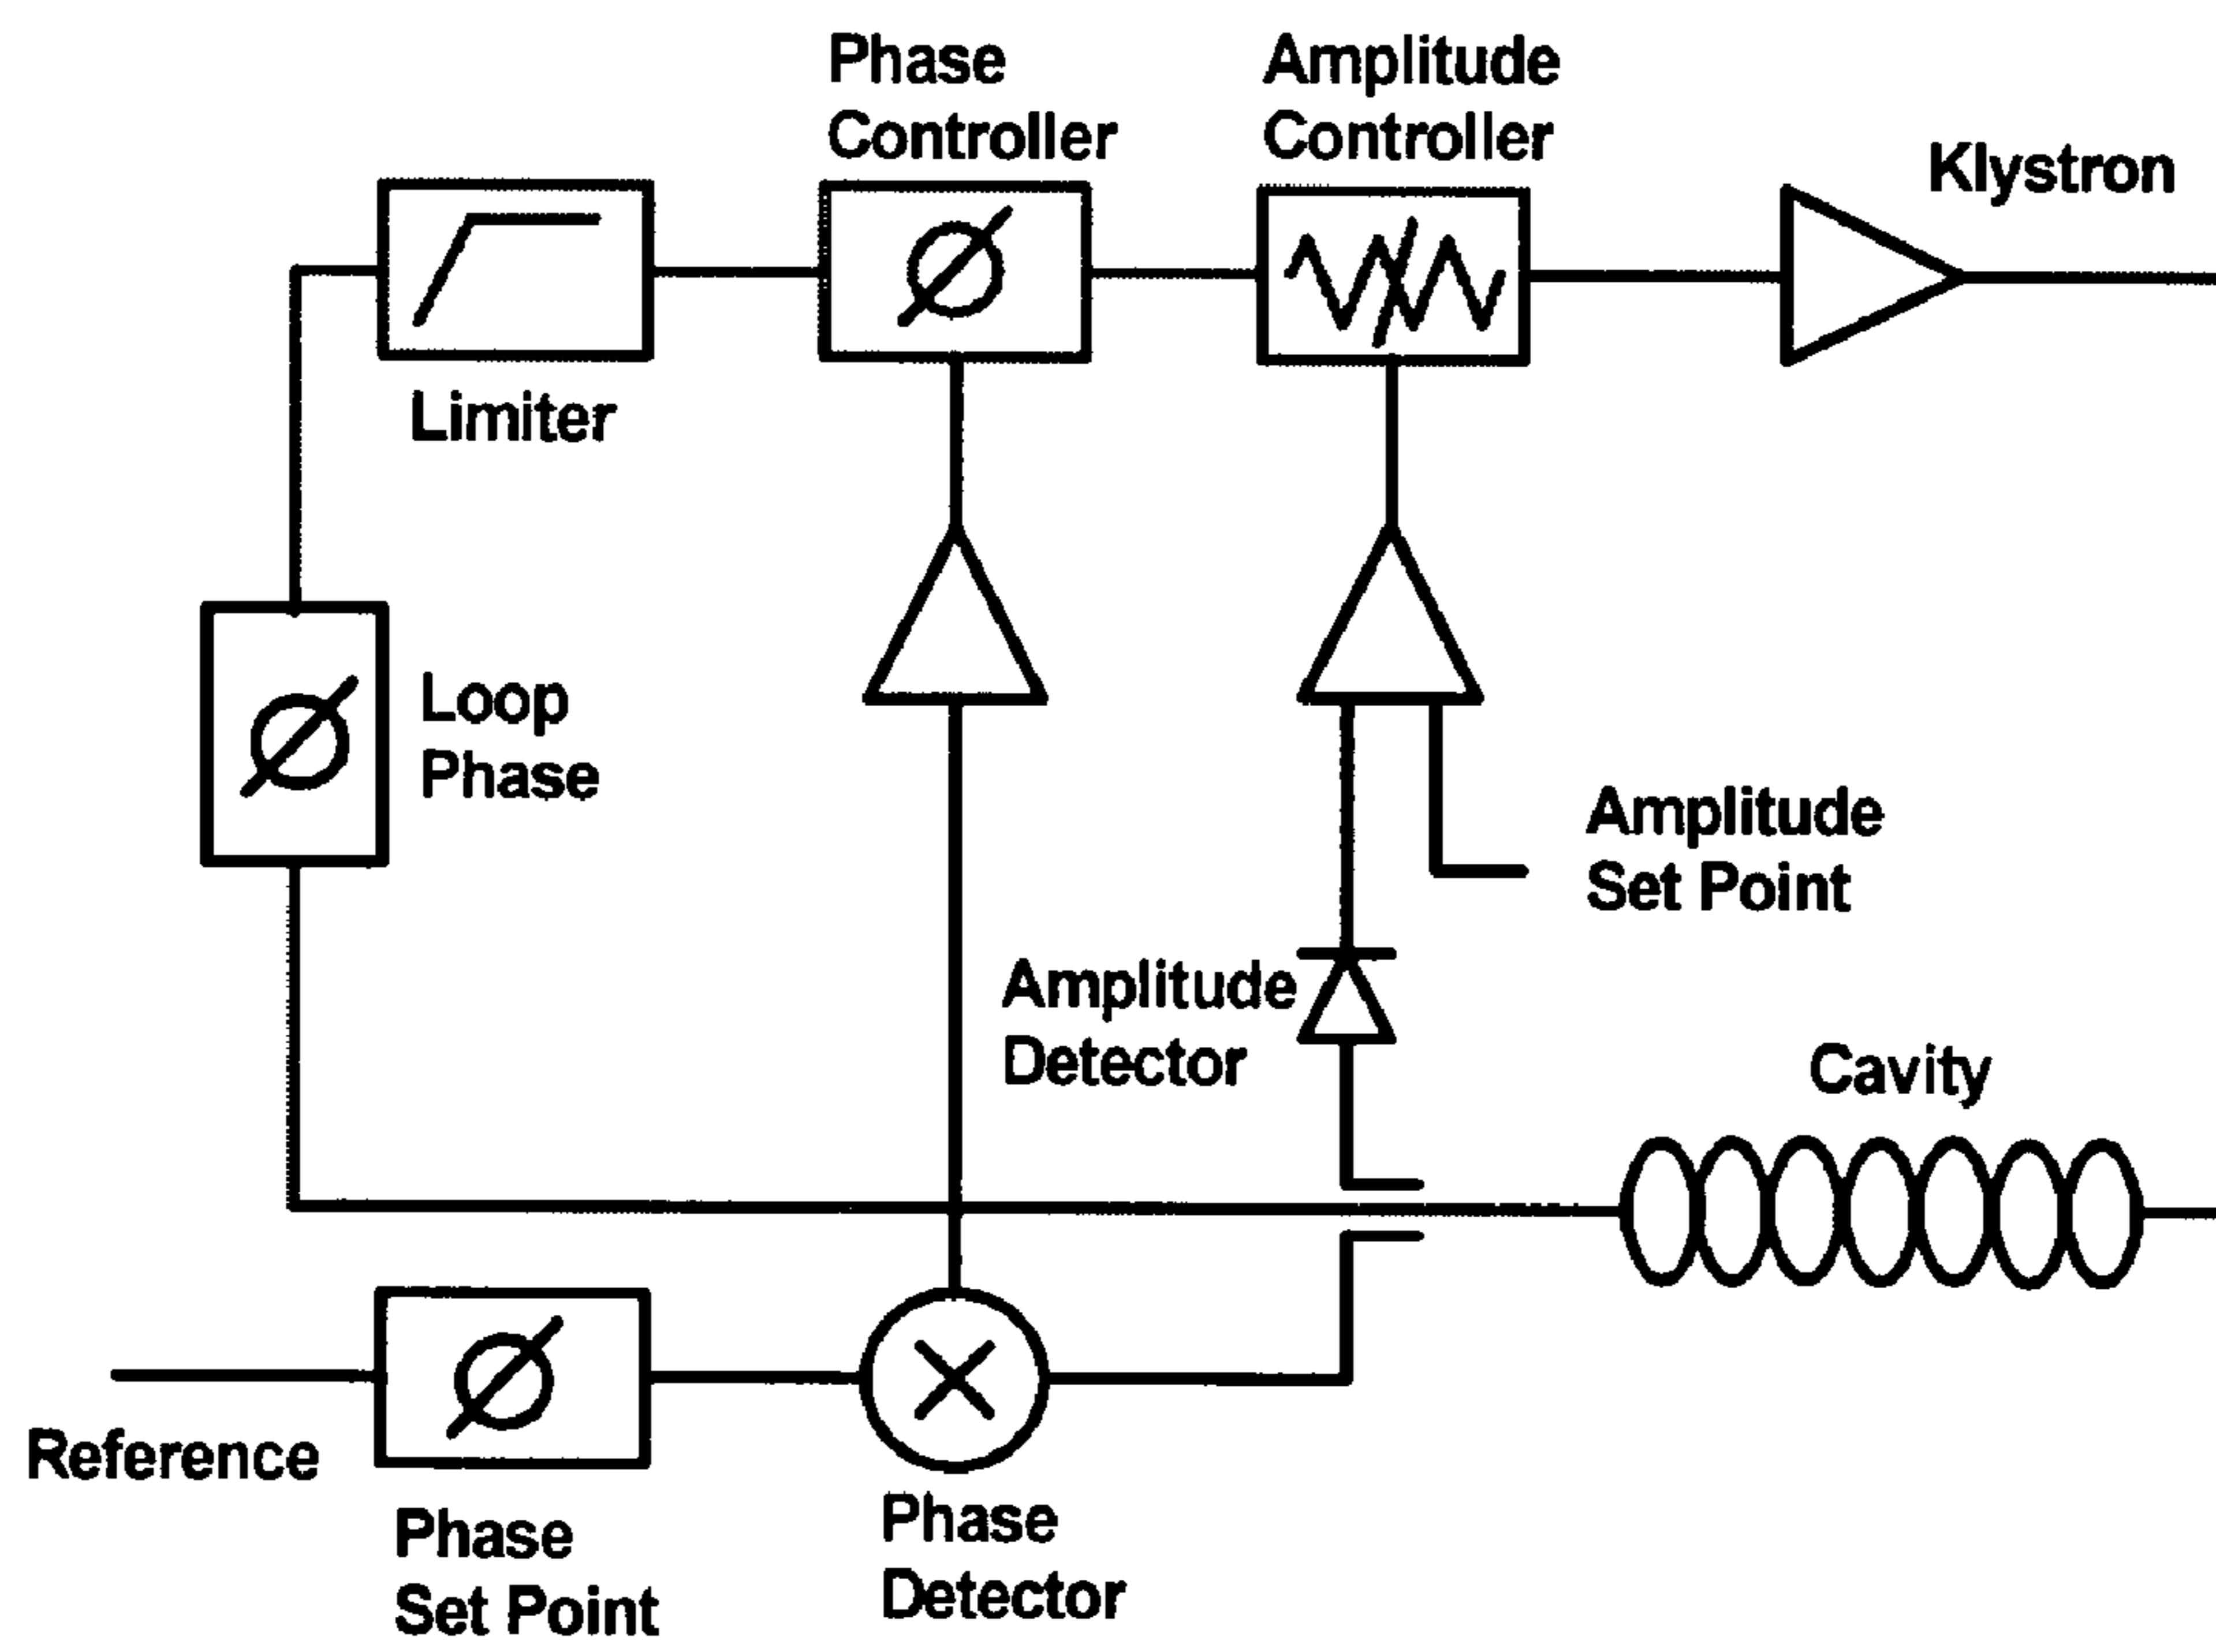 Phase
Controller
Amplitude
Controller
Klystron
Limiter
Loop
Phase
Amplitude
Set Point
Amplitude
Detector
Cavity
Reference
Phase
Set Point
Phase
Detector